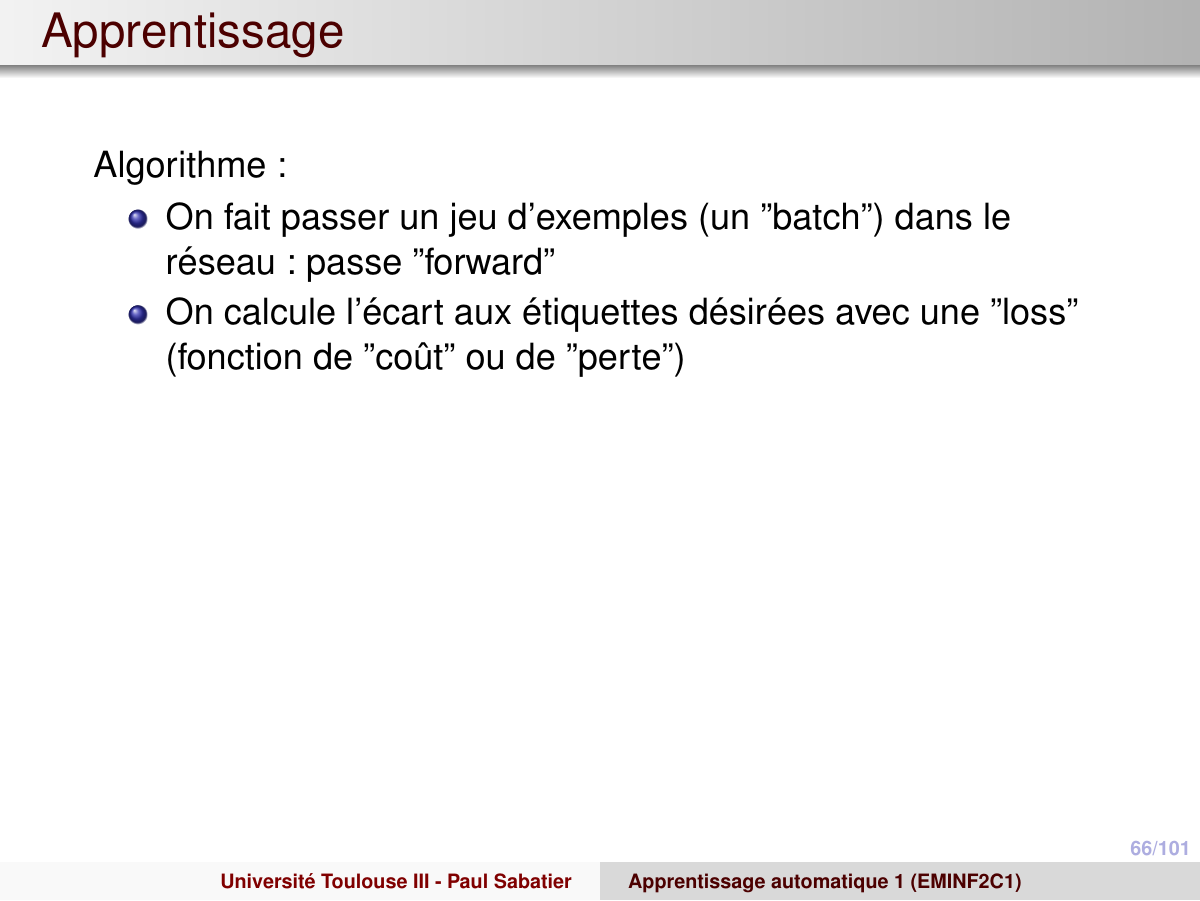 Apprentissage
Algorithme :
On fait passer un jeu d’exemples (un ”batch”) dans le
réseau : passe ”forward”
On calcule l’écart aux étiquettes désirées avec une ”loss”
(fonction de ”coût” ou de ”perte”)
66/101
Université Toulouse III - Paul Sabatier
Apprentissage automatique 1 (EMINF2C1)